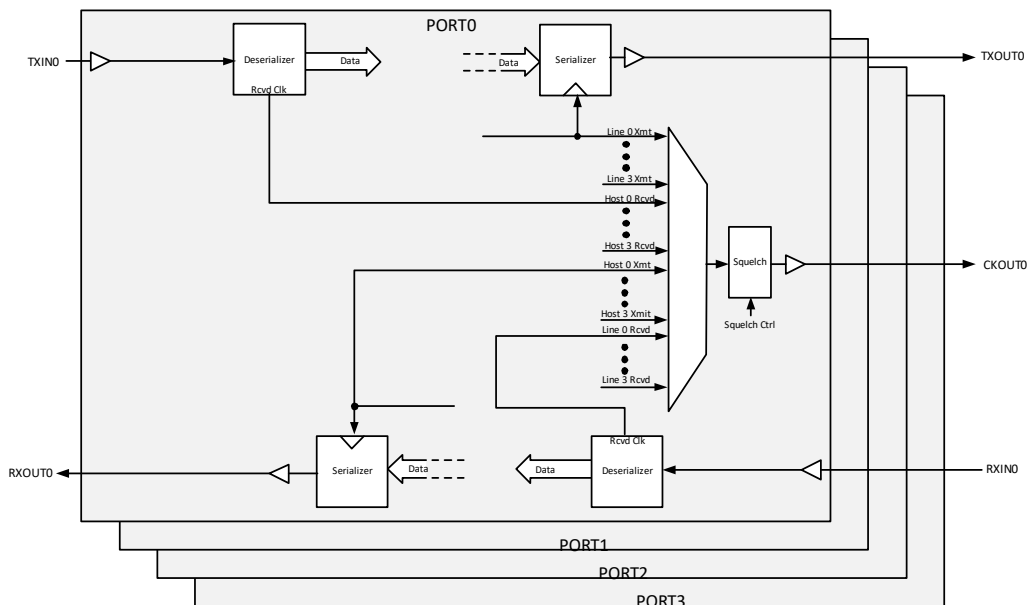 PORT0
TXIN0
Deserializer
Data
Data
Serializer
TXOUT0
Rcvd Clk
Line 0 Xmt
Line 3 Xmt
Host 0 Rcvd
Host 3 Rcvd
Host 0 Xmt
Squelch
CKOUT0
Host 3 Xmit
Squelch Ctrl
Line 0 Rcvd
Line 3 Rcvd
Rcvd Clk
RXOUT0
Serializer
Data
Data
Deserializer
RXIN0
PORT1
PORT2
PORT3